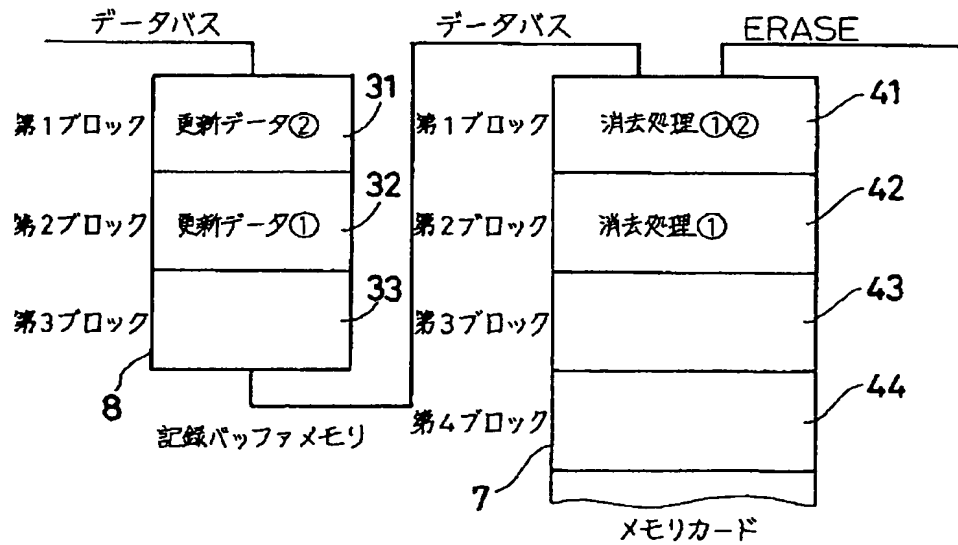 データバス
データバス
ERASE
31
41
第1ブロック
更新データ②
第1ブロック
消去処理①②
32
42
第2ブロック
更新データ①
第2ブロック
消去処理①
33
43
第3ブロック
第3ブロック
8
44
記録バッファメモリ
第4ブロック
7
メモリカード